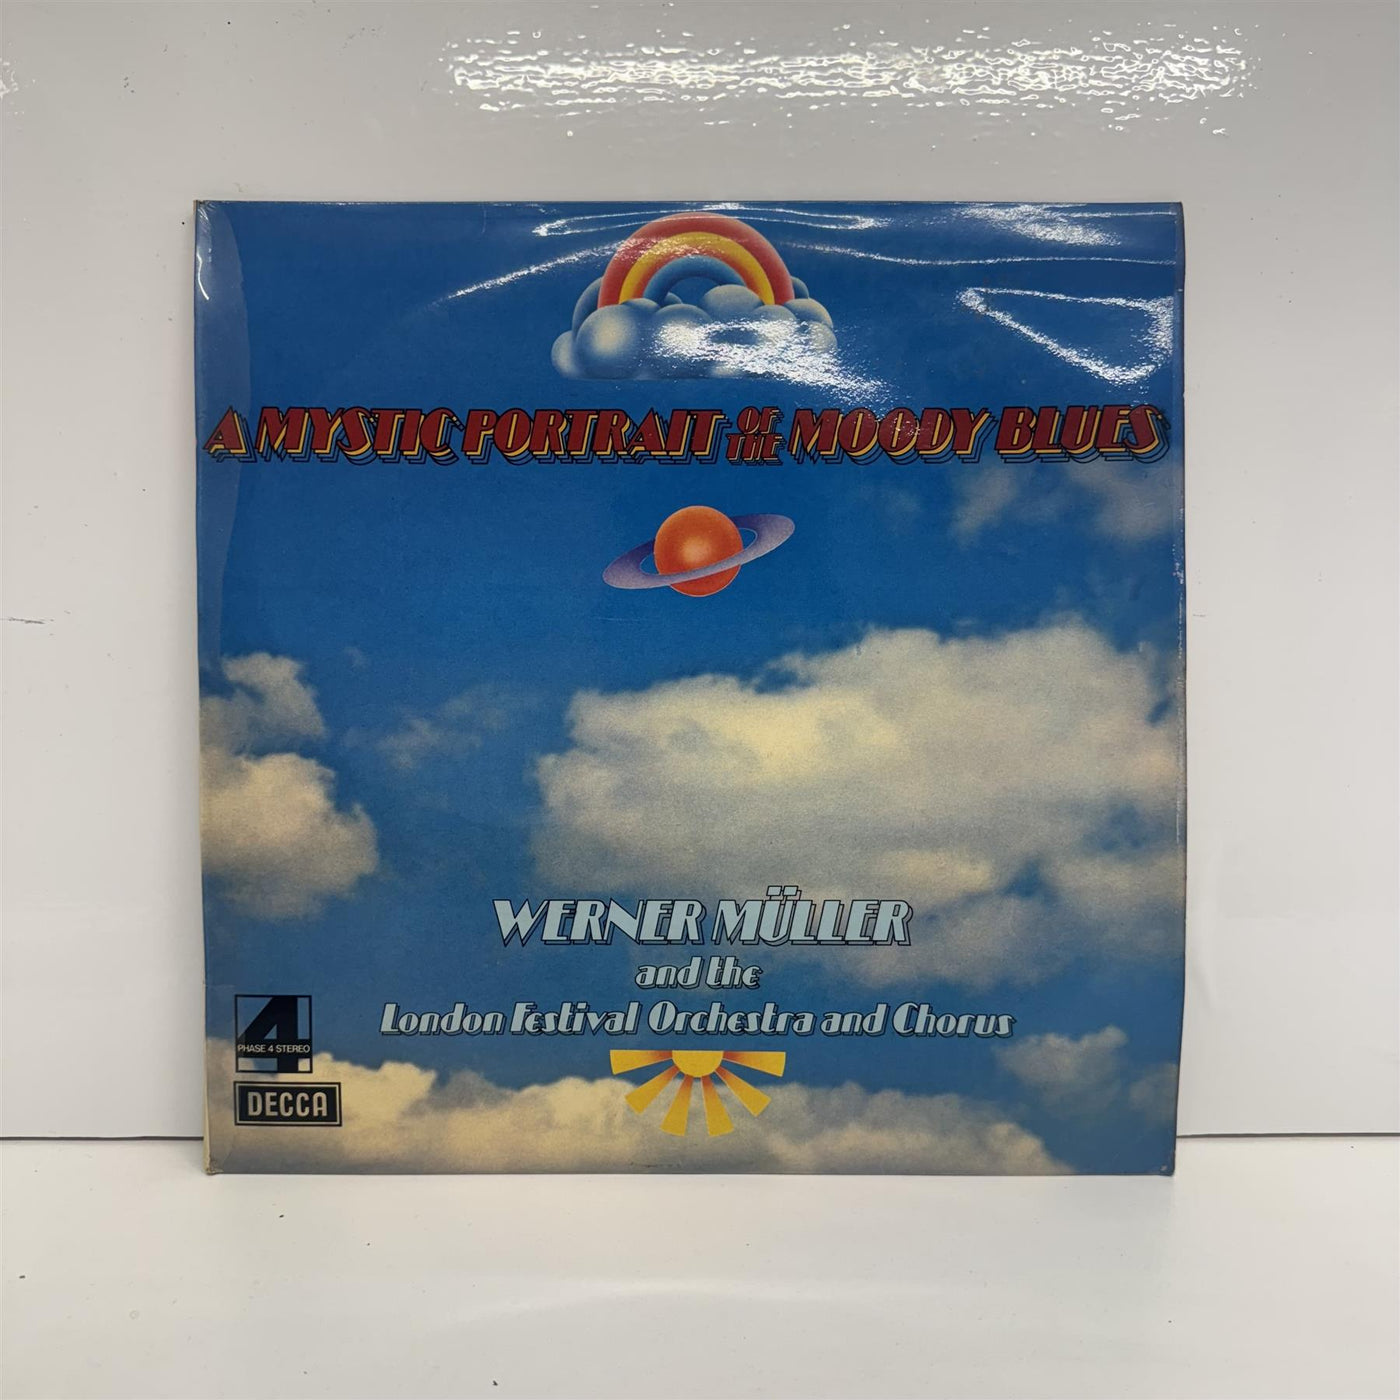 A MYSTIC PORTRAIT OF THE MOODY BLUES
WERNER MÜLLER
and the
London Festival Orchestra and Chorus
4
PHASE 4 STEREO
DECCA